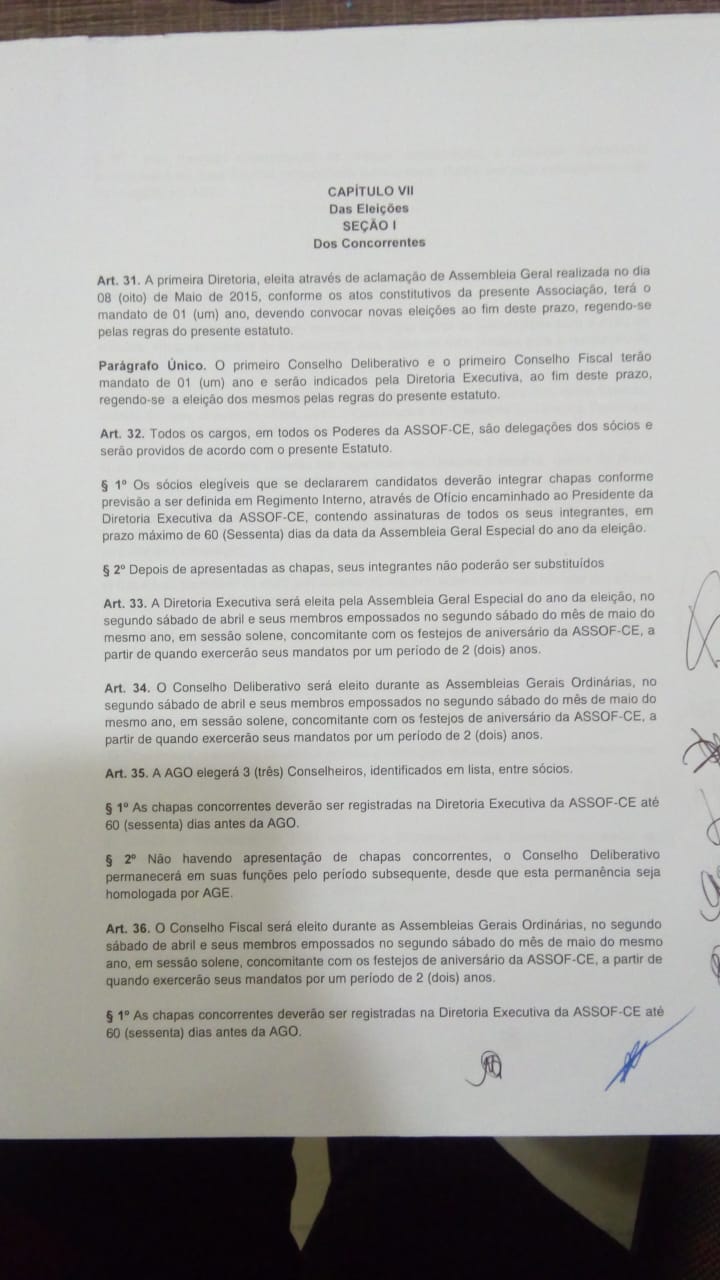 CAPÍTULO VII
Das Eleições
SEÇÃO I
Dos Concorrentes
Art. 31. A primeira Diretoria, eleita através de aclamação de Assembleia Geral realizada no dia
08 (oito) de Maio de 2015, conforme os atos constitutivos da presente Associação, terá o
mandato de 01 (um) ano, devendo convocar novas eleições ao fim deste prazo, regendo-se
pelas regras do presente estatuto.
Parágrafo Único. O primeiro Conselho Deliberativo e o primeiro Conselho Fiscal terão
mandato de 01 (um) ano e serão indicados pela Diretoria Executiva, ao fim deste prazo,
regendo-se a eleição dos mesmos pelas regras do presente estatuto.
Art. 32. Todos os cargos, em todos os Poderes da ASSOF-CE, são delegações dos sócios e
serão providos de acordo com o presente Estatuto.
§ 1º Os sócios elegíveis que se declararem candidatos deverão integrar chapas conforme
previsão a ser definida em Regimento Interno, através de Ofício encaminhado ao Presidente da
Diretoria Executiva da ASSOF-CE, contendo assinaturas de todos os seus integrantes, em
prazo máximo de 60 (Sessenta) dias da data da Assembleia Geral Especial do ano da eleição.
§ 2º Depois de apresentadas as chapas, seus integrantes não poderão ser substituídos
Art. 33. A Diretoria Executiva será eleita pela Assembleia Geral Especial do ano da eleição, no
segundo sábado de abril e seus membros empossados no segundo sábado do mês de maio do
mesmo ano, em sessão solene, concomitante com os festejos de aniversário da ASSOF-CE, a
partir de quando exercerão seus mandatos por um período de 2 (dois) anos.
Art. 34. O Conselho Deliberativo será eleito durante as Assembleias Gerais Ordinárias, no
segundo sábado de abril e seus membros empossados no segundo sábado do mês de maio do
mesmo ano, em sessão solene, concomitante com os festejos de aniversário da ASSOF-CE, a
partir de quando exercerão seus mandatos por um período de 2 (dois) anos.
Art. 35. A AGO elegerá 3 (três) Conselheiros, identificados em lista, entre sócios.
§ 1º As chapas concorrentes deverão ser registradas na Diretoria Executiva da ASSOF-CE até
60 (sessenta) dias antes da AGO.
§ 2º Não havendo apresentação de chapas concorrentes, o Conselho Deliberativo
permanecerá em suas funções pelo período subsequente, desde que esta permanência seja
homologada por AGE.
Art. 36. O Conselho Fiscal será eleito durante as Assembleias Gerais Ordinárias, no segundo
sábado de abril e seus membros empossados no segundo sábado do mês de maio do mesmo
ano, em sessão solene, concomitante com os festejos de aniversário da ASSOF-CE, a partir de
quando exercerão seus mandatos por um período de 2 (dois) anos.
§ 1º As chapas concorrentes deverão ser registradas na Diretoria Executiva da ASSOF-CE até
60 (sessenta) dias antes da AGO.